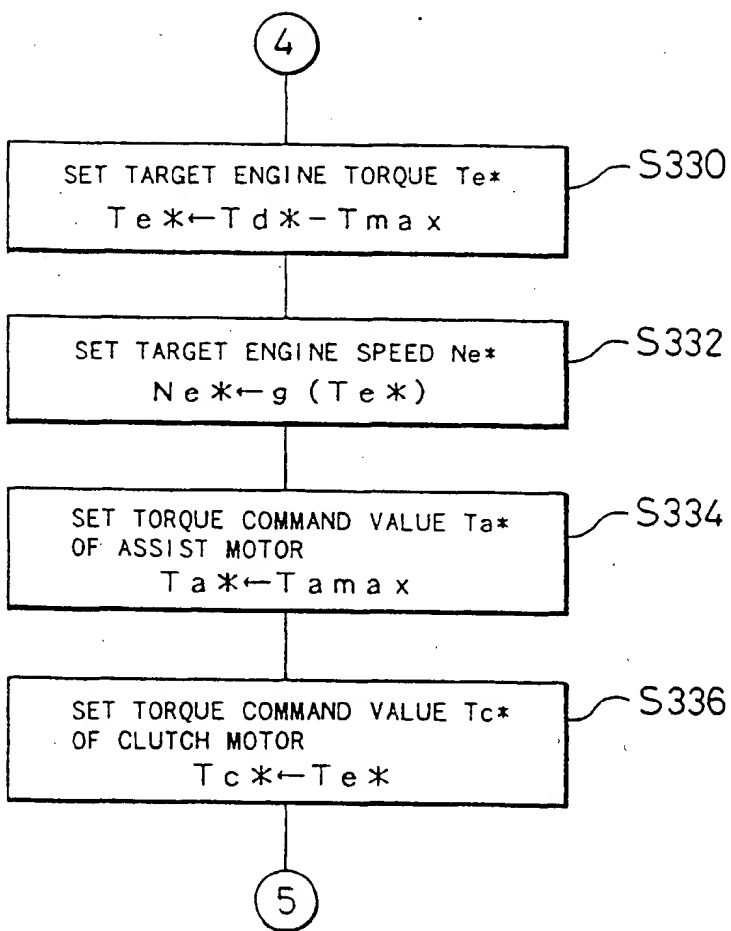 4
SET TARGET ENGINE TORQUE Te*
Te*←Td*-Tmax
S330
SET TARGET ENGINE SPEED Ne*
Ne*←g(Te*)
S332
SET TORQUE COMMAND VALUE Ta*
OF ASSIST MOTOR
Ta*←Tamax
S334
SET TORQUE COMMAND VALUE Tc*
OF CLUTCH MOTOR
Tc*←Te*
S336
5